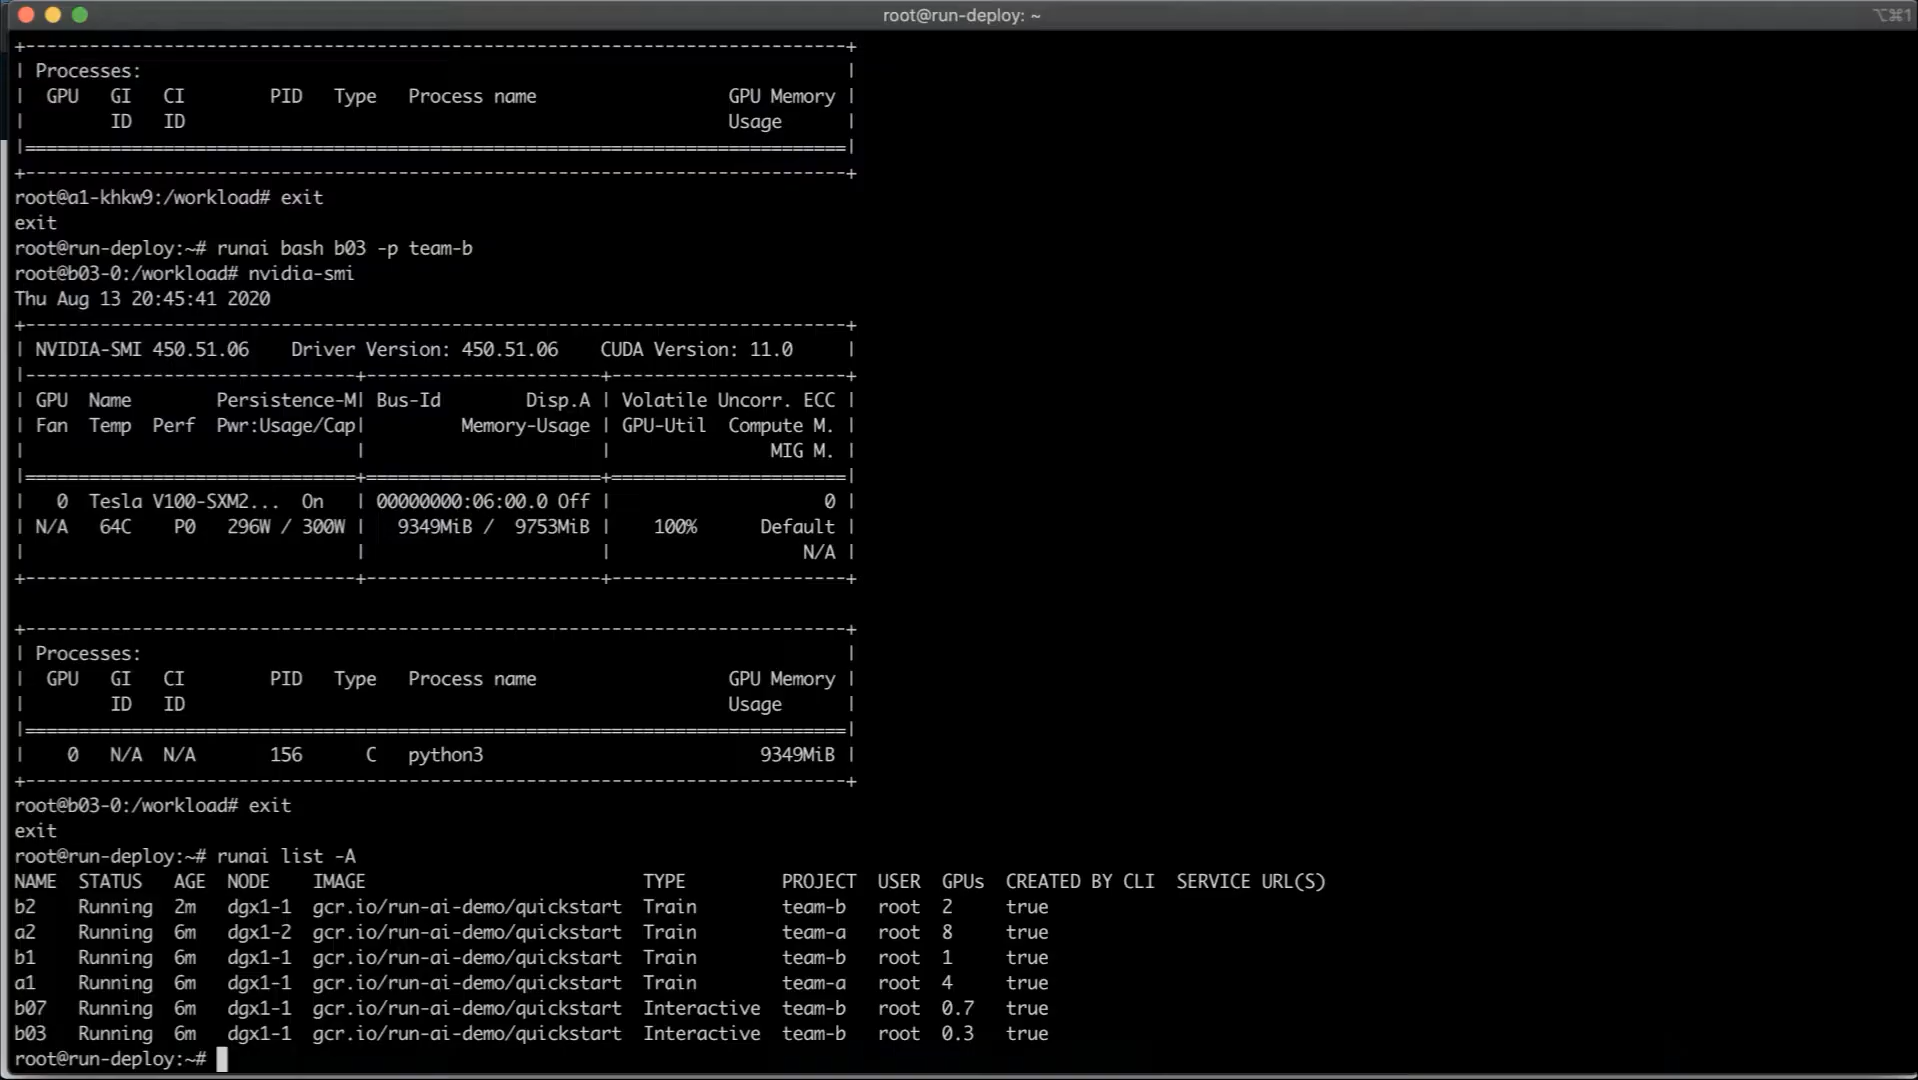 root@run-deploy: ~
⌥⌘1
+-----------------------------------------------------------------------------+
| Processes:                                                                  |
|  GPU   GI   CI        PID   Type   Process name                  GPU Memory |
|        ID   ID                                                   Usage      |
|=============================================================================|
+-----------------------------------------------------------------------------+
root@a1-khkw9:/workload# exit
exit
root@run-deploy:~# runai bash b03 -p team-b
root@b03-0:/workload# nvidia-smi
Thu Aug 13 20:45:41 2020
+-----------------------------------------------------------------------------+
| NVIDIA-SMI 450.51.06    Driver Version: 450.51.06    CUDA Version: 11.0     |
|-------------------------------+----------------------+----------------------+
| GPU  Name        Persistence-M| Bus-Id        Disp.A | Volatile Uncorr. ECC |
| Fan  Temp  Perf  Pwr:Usage/Cap|         Memory-Usage | GPU-Util  Compute M. |
|                               |                      |               MIG M. |
|===============================+======================+======================|
|   0  Tesla V100-SXM2...  On   | 00000000:06:00.0 Off |                    0 |
| N/A   64C    P0   296W / 300W |   9349MiB /  9753MiB |    100%      Default |
|                               |                      |                  N/A |
+-------------------------------+----------------------+----------------------+
+-----------------------------------------------------------------------------+
| Processes:                                                                  |
|  GPU   GI   CI        PID   Type   Process name                  GPU Memory |
|        ID   ID                                                   Usage      |
|=============================================================================|
|    0   N/A  N/A       156      C   python3                          9349MiB |
+-----------------------------------------------------------------------------+
root@b03-0:/workload# exit
exit
root@run-deploy:~# runai list -A
NAME  STATUS   AGE  NODE    IMAGE                          TYPE         PROJECT  USER  GPUs  CREATED BY CLI  SERVICE URL(S)
b2    Running  2m   dgx1-1  gcr.io/run-ai-demo/quickstart  Train        team-b   root  2     true
a2    Running  6m   dgx1-2  gcr.io/run-ai-demo/quickstart  Train        team-a   root  8     true
b1    Running  6m   dgx1-1  gcr.io/run-ai-demo/quickstart  Train        team-b   root  1     true
a1    Running  6m   dgx1-1  gcr.io/run-ai-demo/quickstart  Train        team-a   root  4     true
b07   Running  6m   dgx1-1  gcr.io/run-ai-demo/quickstart  Interactive  team-b   root  0.7   true
b03   Running  6m   dgx1-1  gcr.io/run-ai-demo/quickstart  Interactive  team-b   root  0.3   true
root@run-deploy:~#